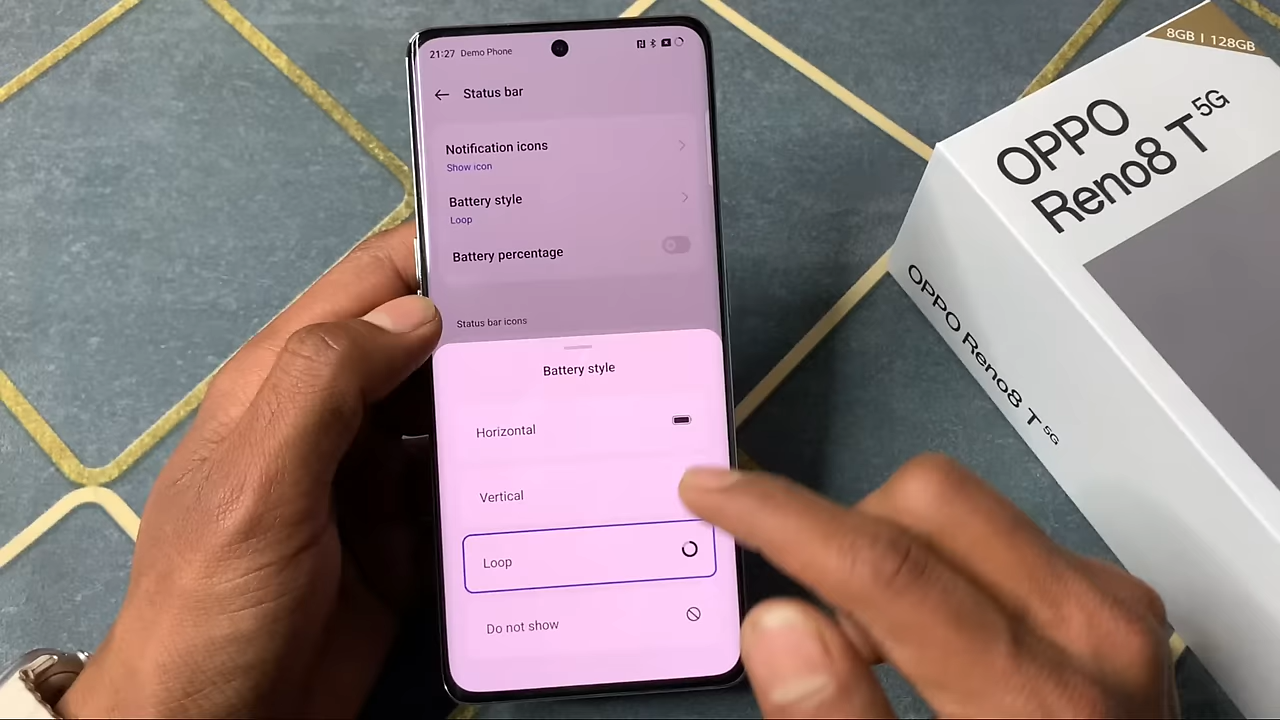 21:27 Demo Phone
Status bar
Notification icons
Show icon
Battery style
Loop
Battery percentage
Status bar icons
Battery style
Horizontal
Vertical
Loop
Do not show
8GB | 128GB
OPPO
Reno8 T 5G
OPPO Reno8 T 5G